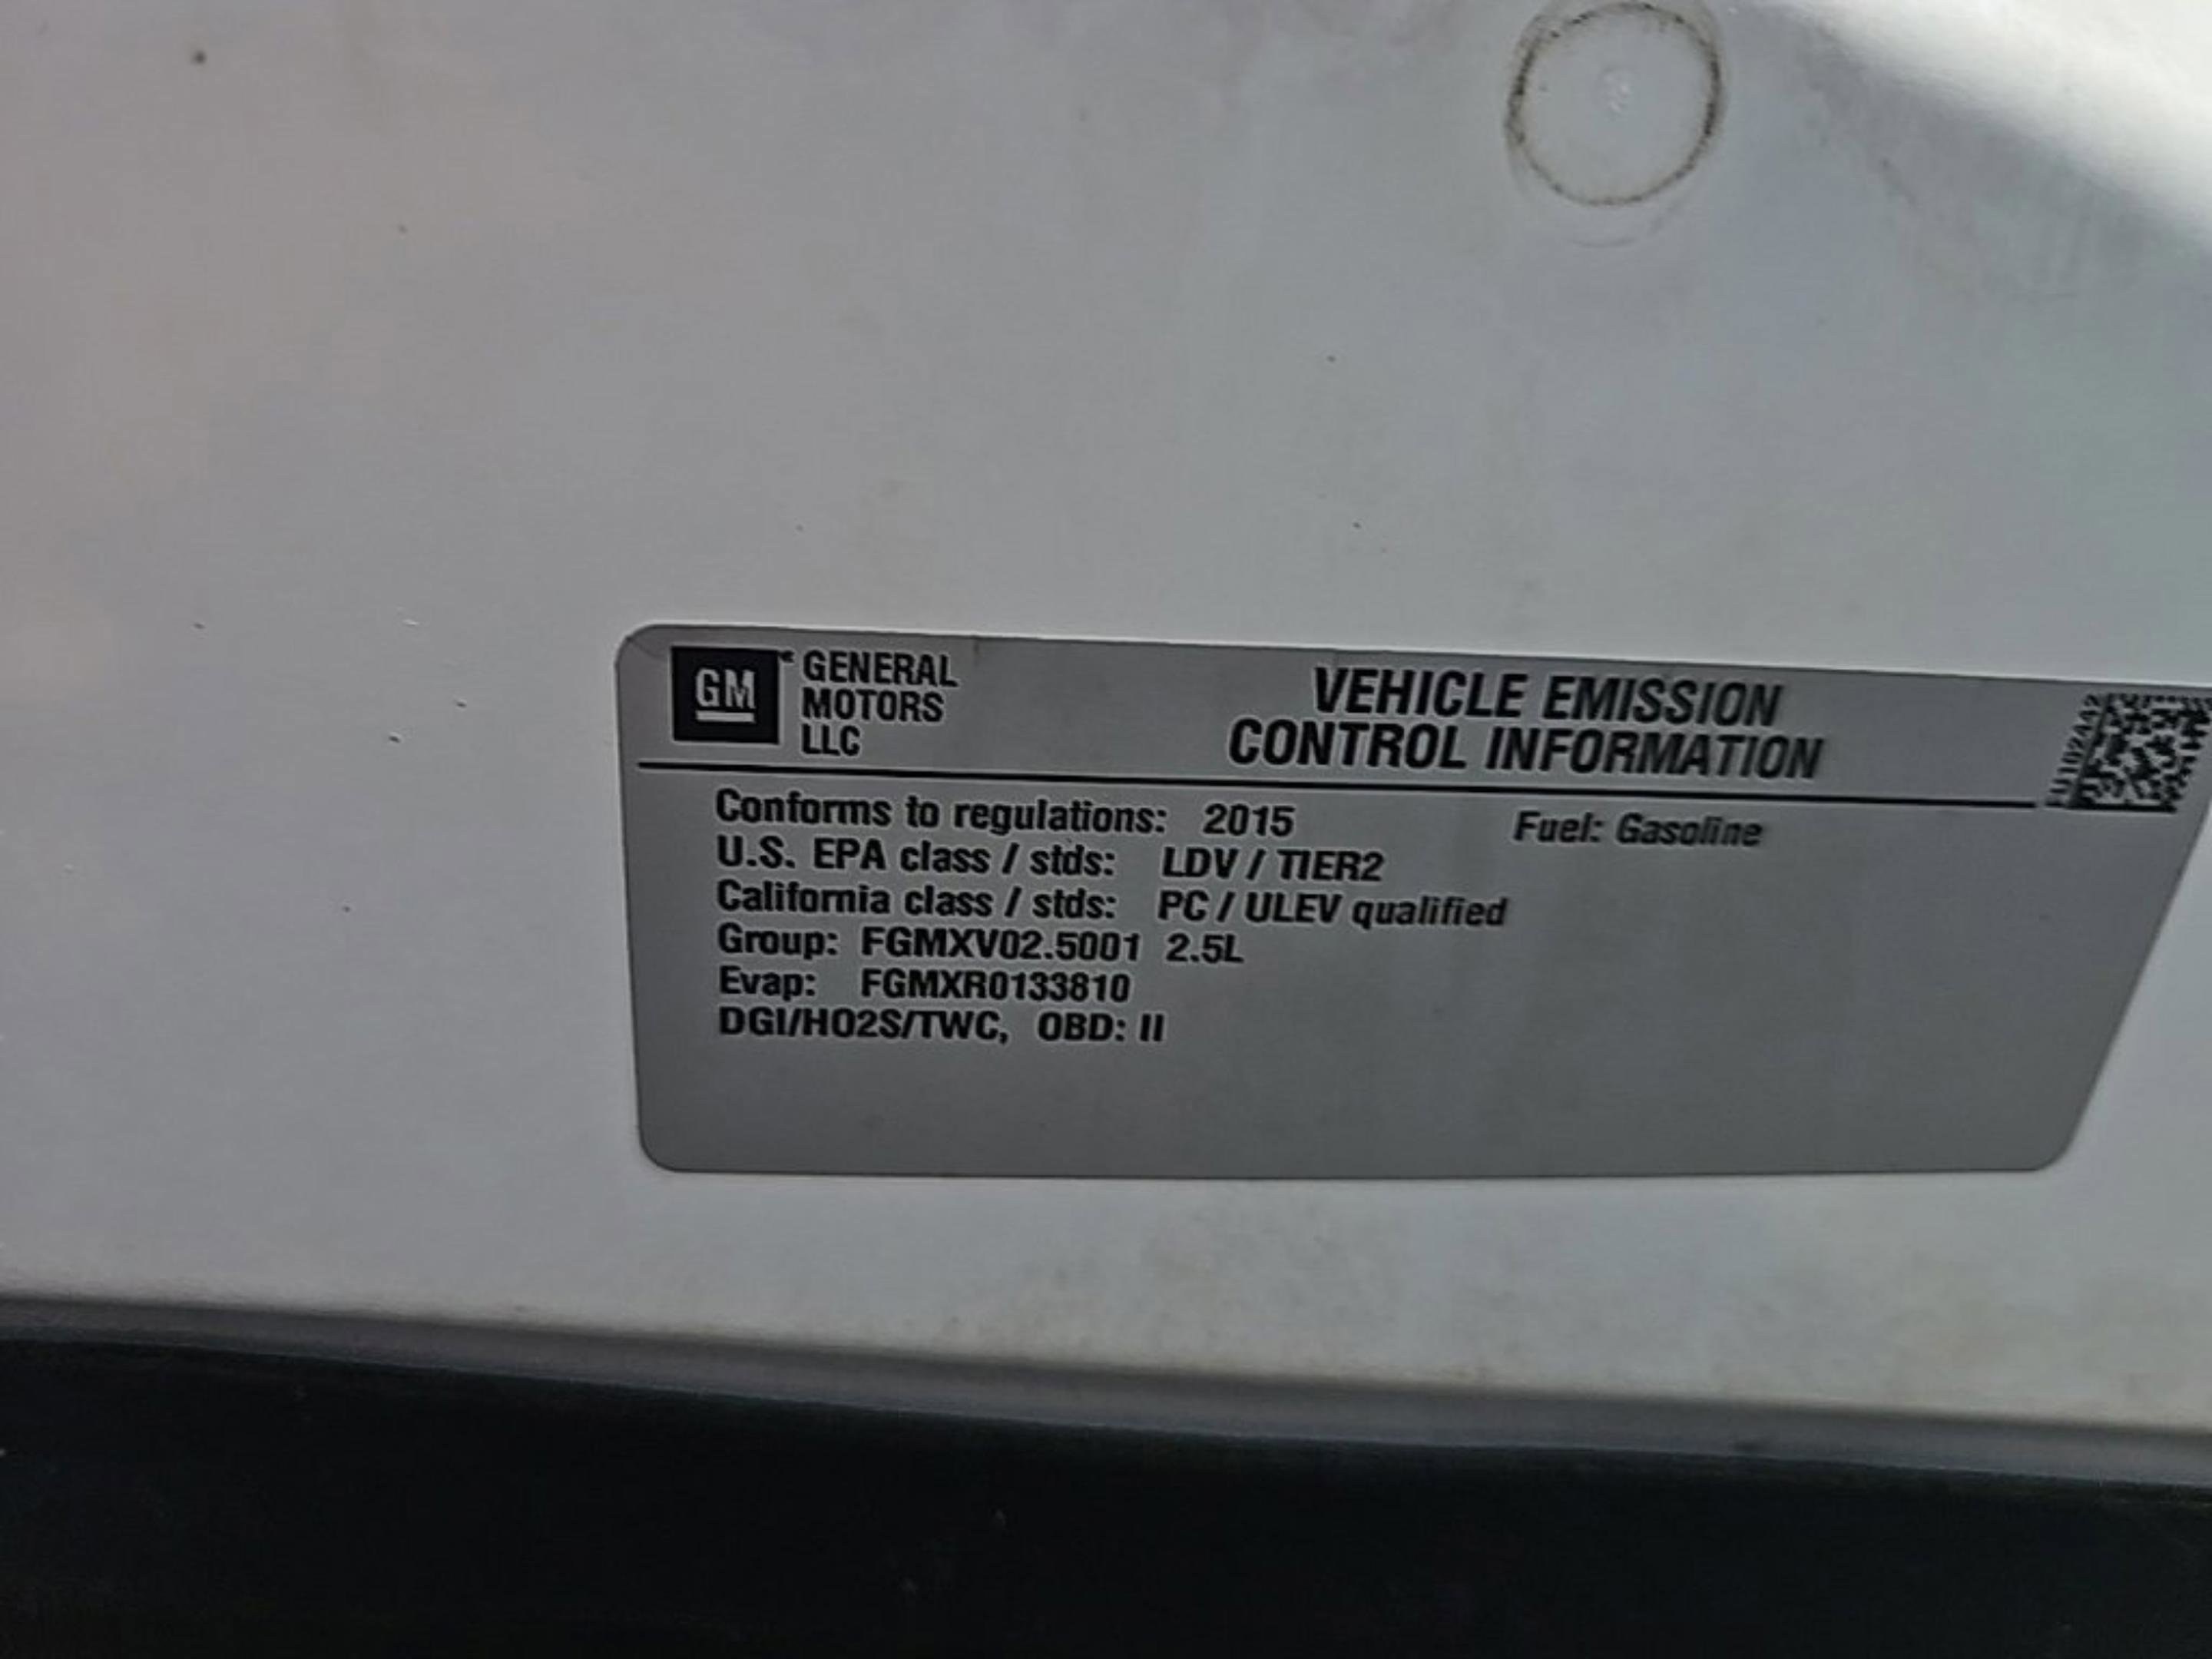 GM
GENERAL
MOTORS
LLC
VEHICLE EMISSION
CONTROL INFORMATION
Conforms to regulations: 2015
Fuel: Gasoline
U.S. EPA class / stds: LDV / TIER2
California class / stds: PC / ULEV qualified
Group: FGMXV02.5001 2.5L
Evap: FGMXR0133810
DGI/HO2S/TWC, OBD: II